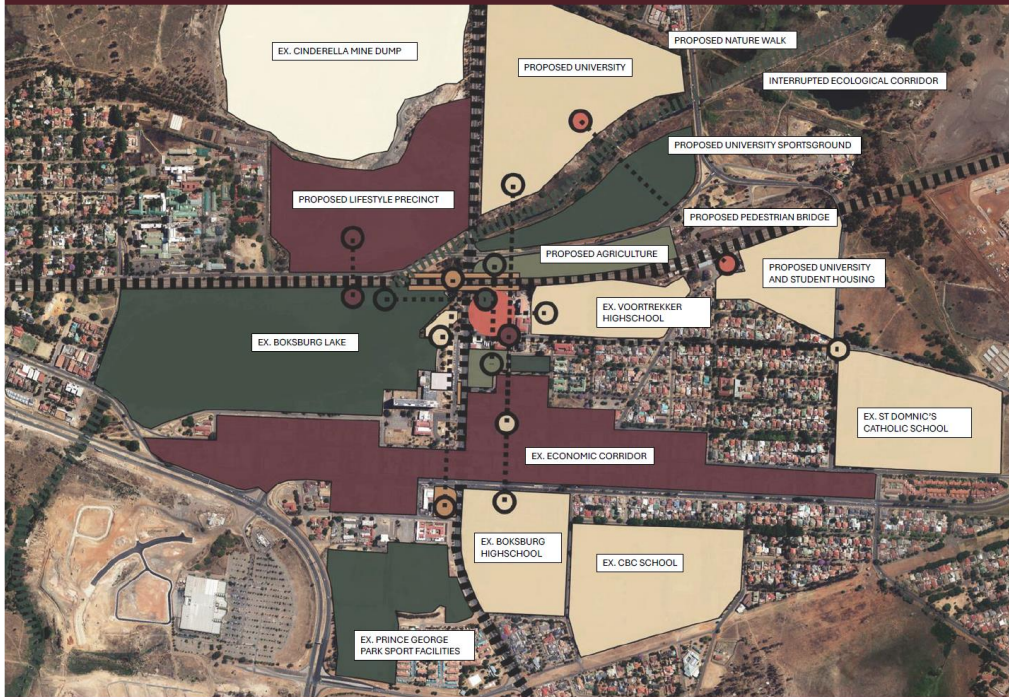 EX. CINDERELLA MINE DUMP
PROPOSED NATURE WALK
PROPOSED UNIVERSITY
INTERRUPTED ECOLOGICAL CORRIDOR
PROPOSED UNIVERSITY SPORTSGROUND
PROPOSED LIFESTYLE PRECINCT
PROPOSED PEDESTRIAN BRIDGE
PROPOSED AGRICULTURE
PROPOSED UNIVERSITY
AND STUDENT HOUSING
EX. VOORTREKKER
HIGHSCHOOL
EX. BOKSBURG LAKE
EX. ST DOMNIC'S
CATHOLIC SCHOOL
EX. ECONOMIC CORRIDOR
EX. BOKSBURG
HIGHSCHOOL
EX. CBC SCHOOL
EX. PRINCE GEORGE
PARK SPORT FACILITIES